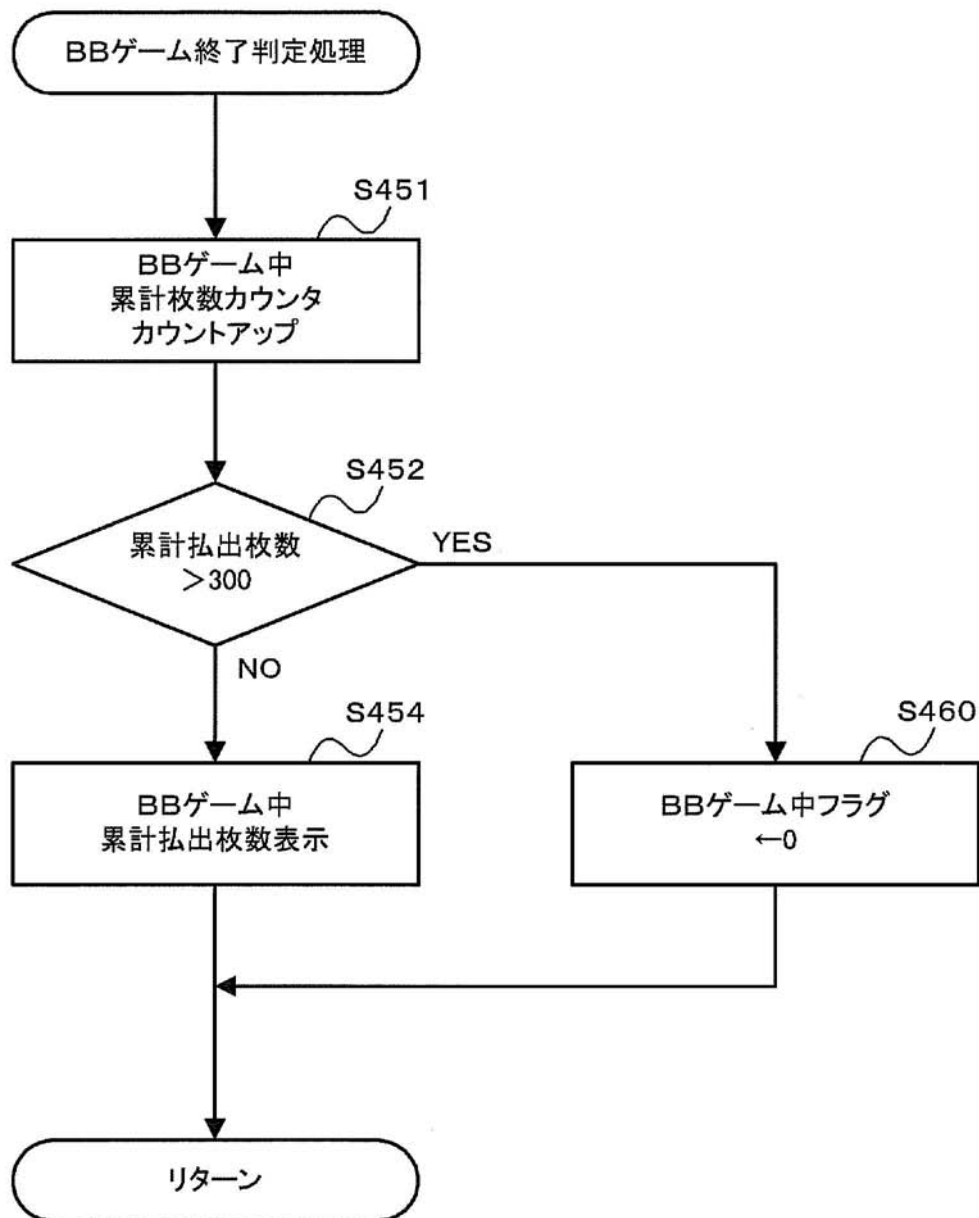 BBゲーム終了判定処理
S451
BBゲーム中
累計枚数カウンタ
カウントアップ
S452
累計払出枚数
>300
YES
NO
S454
BBゲーム中
累計払出枚数表示
S460
BBゲーム中フラグ
←0
リターン